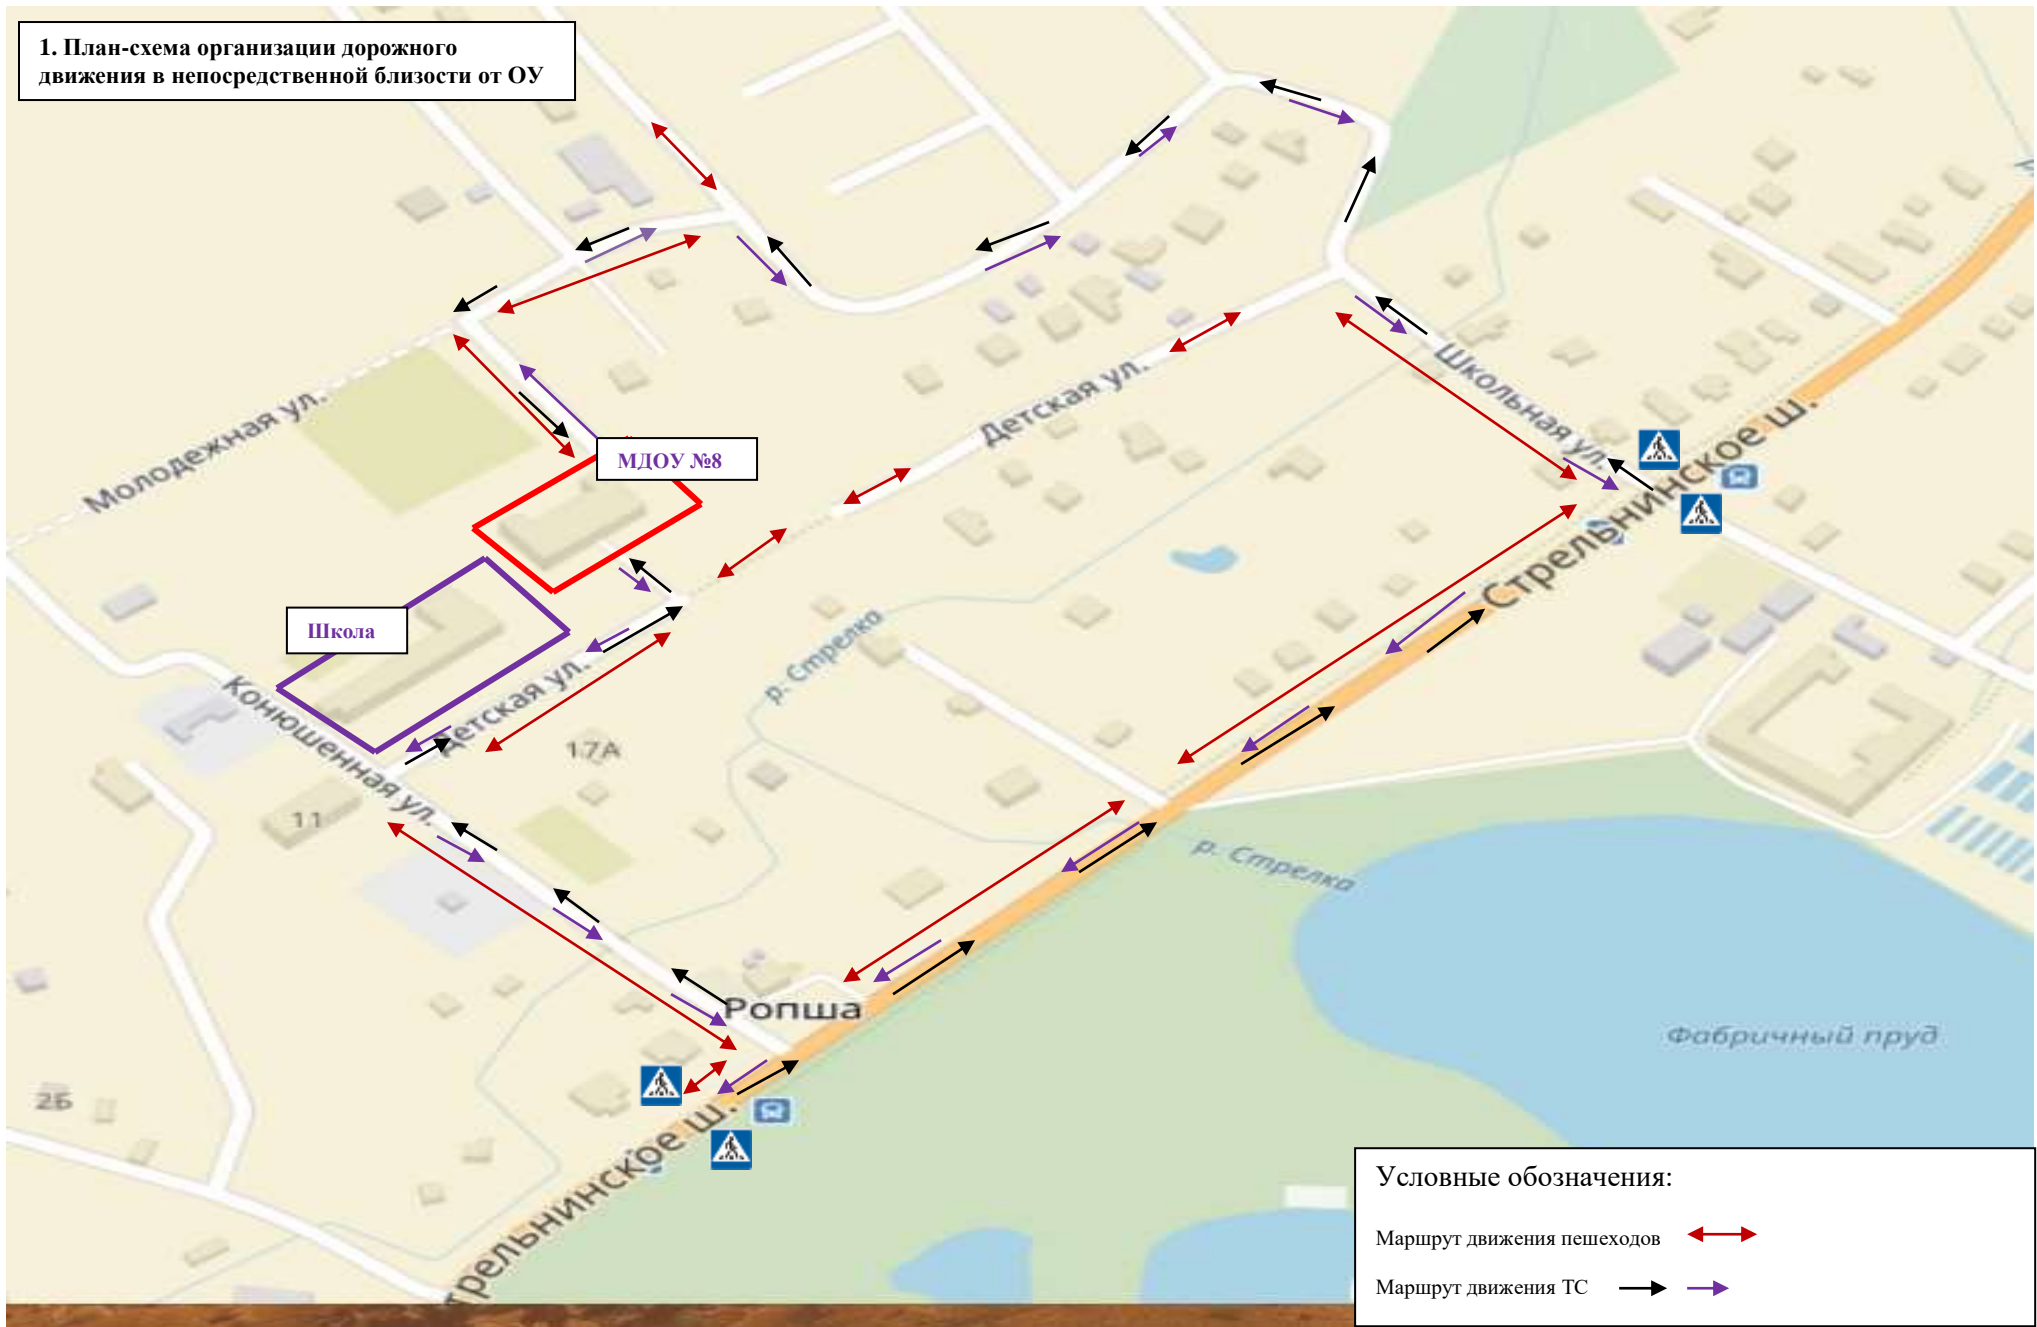 1. План-схема организации дорожного
движения в непосредственной близости от ОУ
Молодежная ул.
МДОУ №8
Школа
Детская ул.
Школьная ул.
Стрельнинское ш.
р. Стрелка
Детская ул.
Конюшенная ул.
17А
11
р. Стрелка
Ропша
Фабричный пруд
2Б
трельнинское ш.
Условные обозначения:
Маршрут движения пешеходов
Маршрут движения ТС